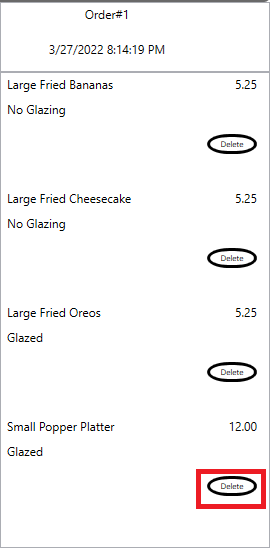 Order#1
3/27/2022 8:14:19 PM
Large Fried Bananas 5.25
No Glazing
Delete
Large Fried Cheesecake 5.25
No Glazing
Delete
Large Fried Oreos 5.25
Glazed
Delete
Small Popper Platter 12.00
Glazed
Delete